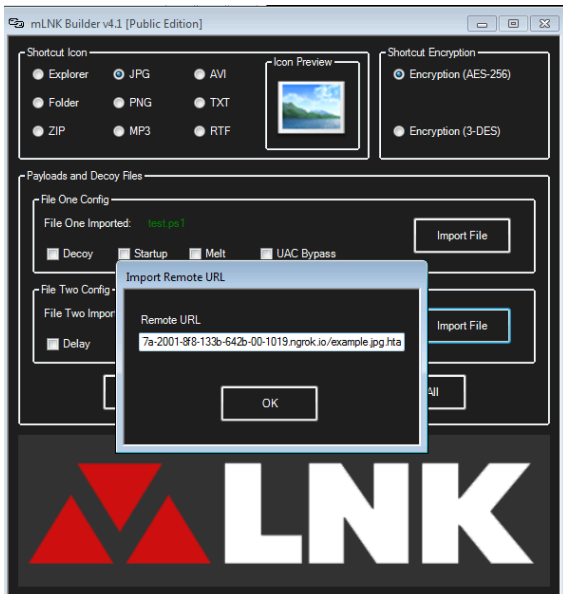 mLNK Builder v4.1 [Public Edition]
Shortcut Icon
Explorer JPG AVI
Folder PNG TXT
ZIP MP3 RTF
Icon Preview
Shortcut Encryption
Encryption (AES-256)
Encryption (3-DES)
Payloads and Decoy Files
File One Config
File One Imported: test.ps1
Import File
Decoy Startup Melt UAC Bypass
Import Remote URL
Remote URL
7a-2001-8f8-133b-642b-00-1019.ngrok.io/example.jpg.hta
OK
File Two Config
File Two Impor
Import File
Delay
All
LNK